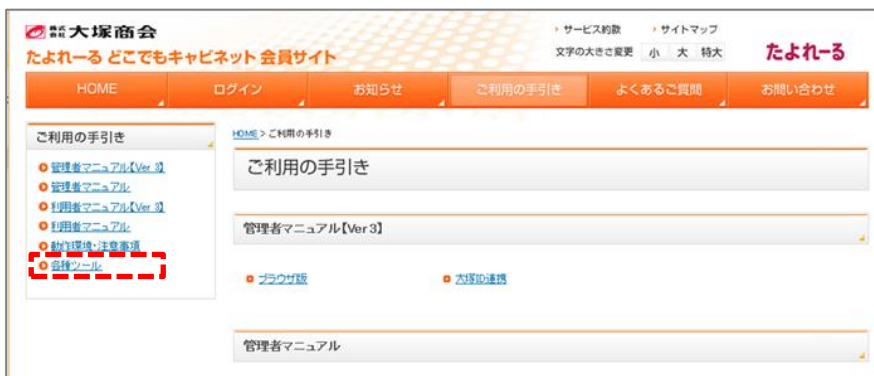 株式会社 大塚商会
サービス約款 サイトマップ
たよれーる どこでもキャビネット 会員サイト
文字の大きさ変更 小 大 特大
たよれーる
HOME ログイン お知らせ ご利用の手引き よくあるご質問 お問い合わせ
ご利用の手引き
管理者マニュアル【Ver 3】
管理者マニュアル
利用者マニュアル【Ver 3】
利用者マニュアル
動作環境・注意事項
各種ツール
HOME > ご利用の手引き
ご利用の手引き
管理者マニュアル【Ver 3】
ブラウザ版 大塚ID連携
管理者マニュアル